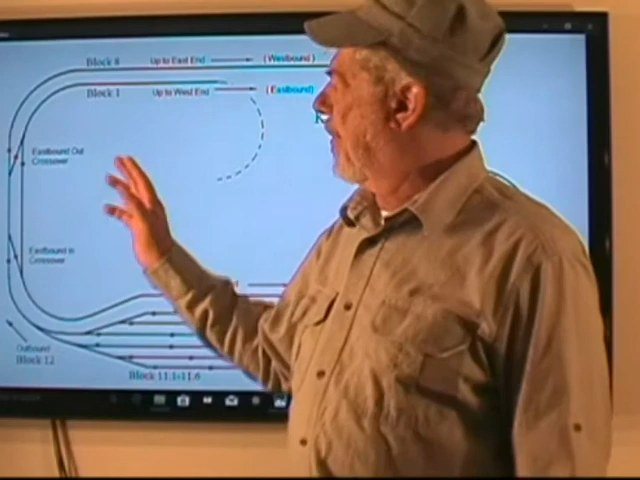 Block 8 Up to East End (Westbound)
Block 1 Up to West End (Eastbound)
Eastbound Out
Crossover
Eastbound In
Crossover
Outbound
Block 12
Block 11.1-11.6